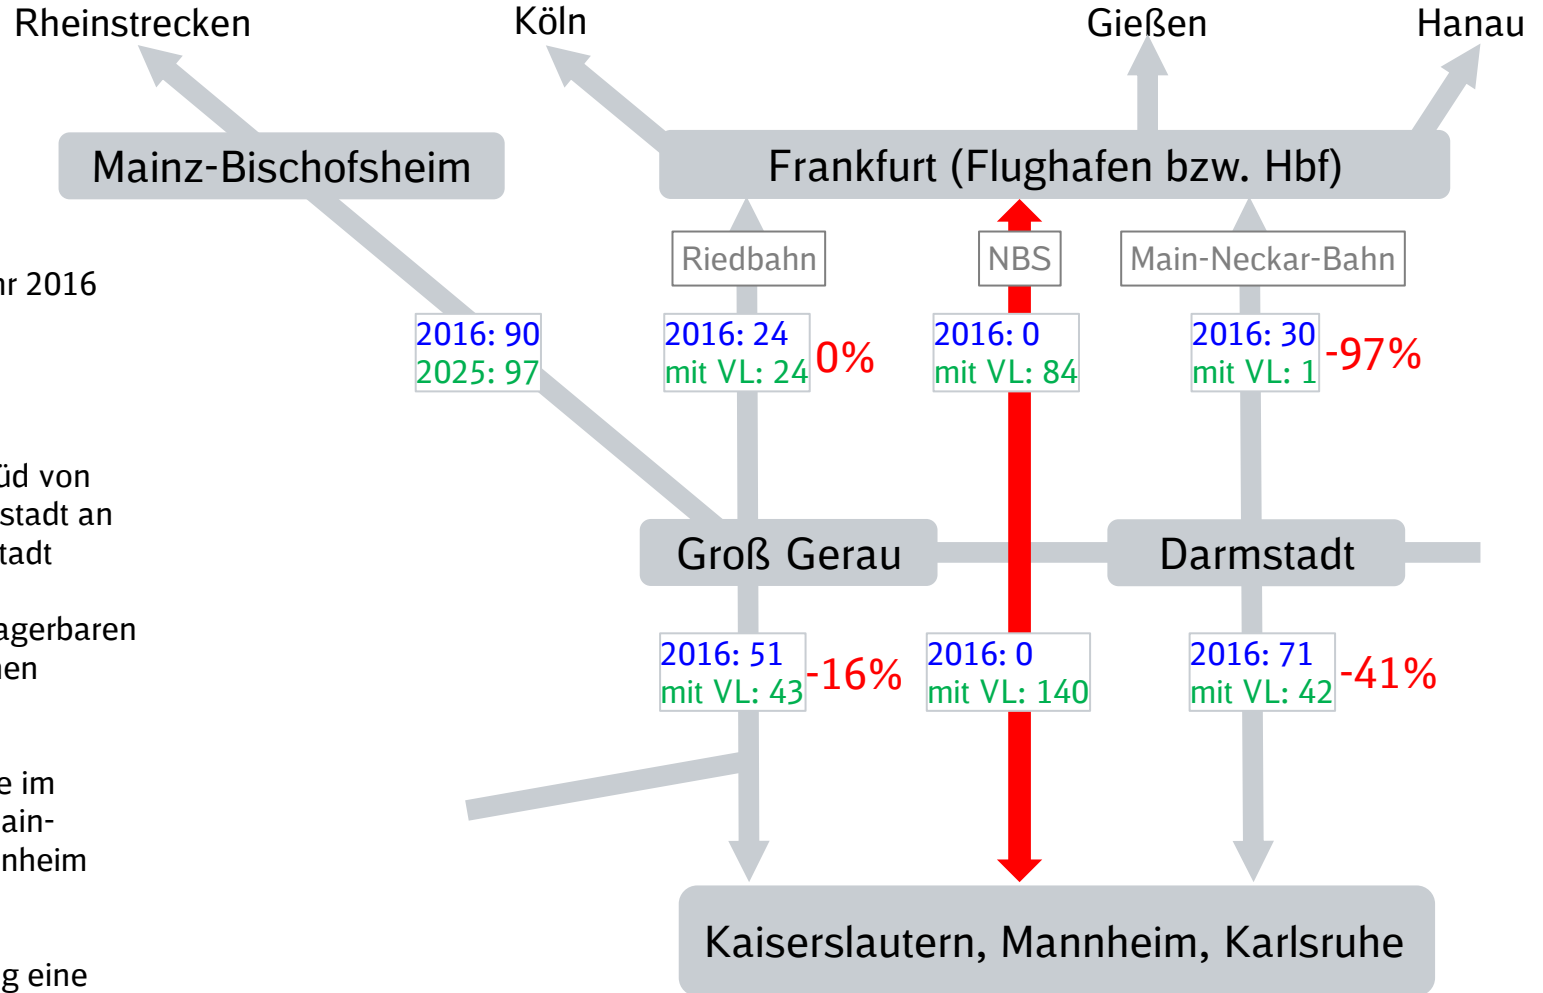 Rheinstrecken
Köln
Gießen
Hanau
Mainz-Bischofsheim
Frankfurt (Flughafen bzw. Hbf)
Riedbahn
NBS
Main-Neckar-Bahn
hr 2016
2016: 90
2025: 97
2016: 24
mit VL: 24
0%
2016: 0
mit VL: 84
2016: 30
mit VL: 1
-97%
üd von
stadt an
tadt
Groß Gerau
Darmstadt
agerbaren
nen
2016: 51
mit VL: 43
-16%
2016: 0
mit VL: 140
2016: 71
mit VL: 42
-41%
e im
ain-
nheim
Kaiserslautern, Mannheim, Karlsruhe
g eine